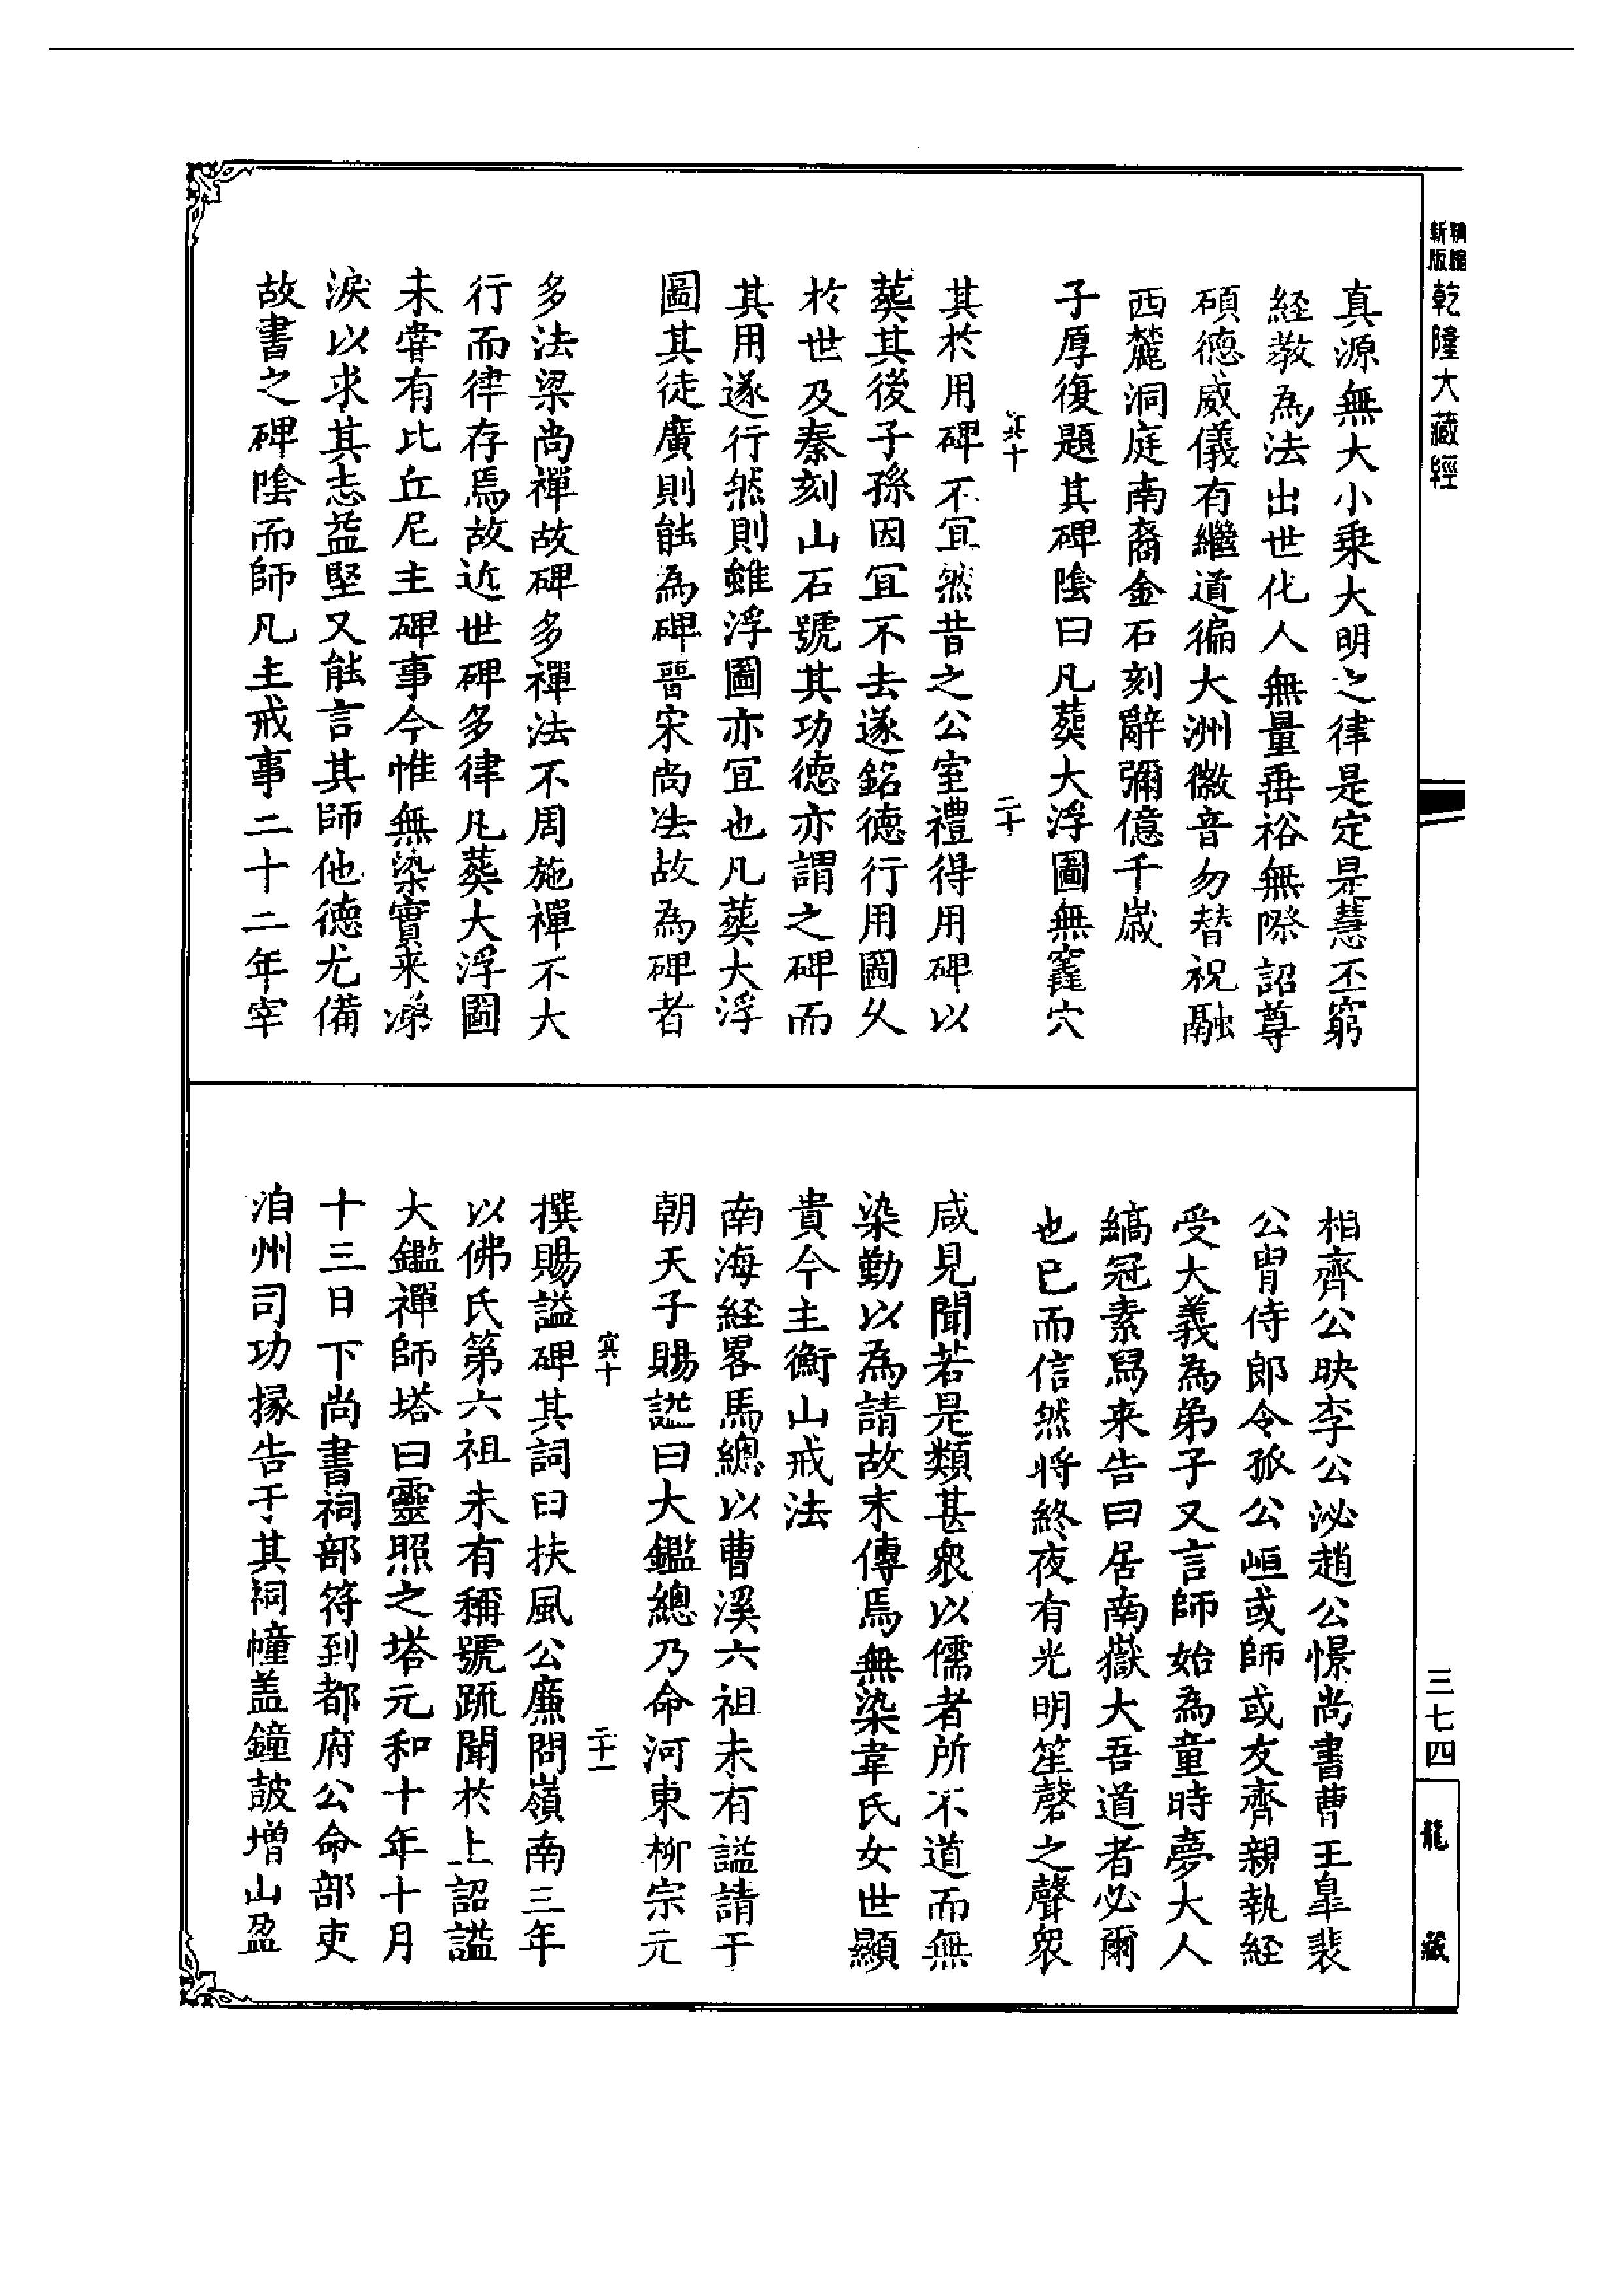 精縮新版乾隆大藏經
真源無大小乘大明之律是定是慧丕窮
經教為法出世化人無量垂裕無際詔尊
碩德威儀有繼道徧大洲徽音勿替祝融
西麓洞庭南裔金石刻辭彌億千歲
子厚復題其碑陰曰凡葬大浮圖無竁穴
其於用碑不宜然昔之公室禮得用碑以
葬其後子孫因宜不去遂銘德行用圖久
於世及秦刻山石號其功德亦謂之碑而
其用遂行然則雖浮圖亦宜也凡葬大浮
圖其徒廣則能為碑晉宋尚法故為碑者
多法梁尚禪故碑多禪法不周施禪不大
行而律存焉故近世碑多律凡葬大浮圖
未嘗有比丘尼主碑事今惟無染實來涕
淚以求其志益堅又能言其師他德尤備
故書之碑陰而師凡主戒事二十二年宰
二十
相齊公映李公泌趙公憬尚書曹王臯裴
公胄侍郎令狐公峘或師或友齊親執経
受大義為弟子又言師始為童時夢大人
縞冠素舄来告曰居南嶽大吾道者必爾
也已而信然將終夜有光明笙磬之聲衆
咸見聞若是類甚衆以儒者所不道而無
染勤以為請故末傳焉無染韋氏女世顯
貴今主衡山戒法
南海経畧馬總以曹溪六祖未有謚請于
朝天子賜謚曰大鑑總乃命河東柳宗元
撰賜謚碑其詞曰扶風公廉問嶺南三年
以佛氏第六祖未有稱號疏聞於上詔謚
大鑑禪師塔曰靈照之塔元和十年十月
十三日下尚書祠部符到都府公命部吏
洎州司功掾告于其祠幢盖鐘鼓增山盈
二十一
三七四
龍藏